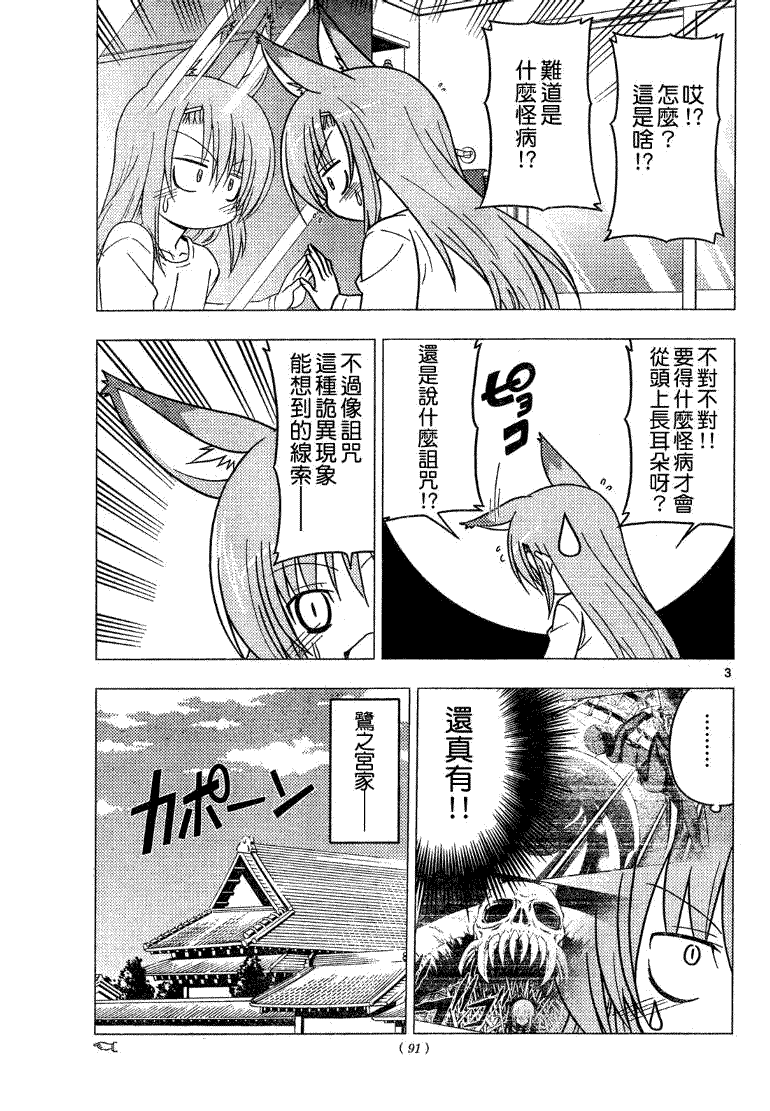 哎!?
怎麼?
這是啥!?
難道是
什麼怪病!?
不對不對!!
要得什麼怪病才會
從頭上長耳朵呀?
ピョコ
還是說什麼詛咒!?
不過像詛咒
這種詭異現象
能想到的線索——
3
………
還真有!!
鷺之宮家——
カポーン
(91)